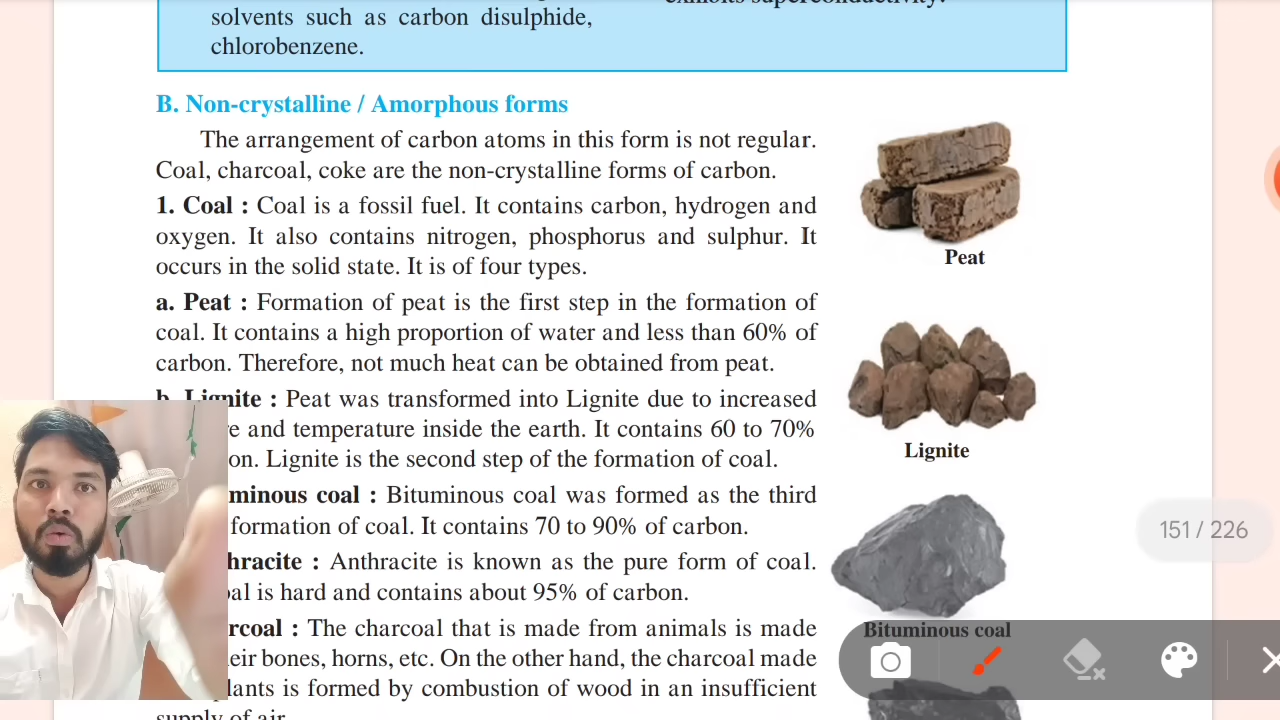 solvents such as carbon disulphide,
chlorobenzene.
B. Non-crystalline / Amorphous forms
The arrangement of carbon atoms in this form is not regular.
Coal, charcoal, coke are the non-crystalline forms of carbon.
1. Coal : Coal is a fossil fuel. It contains carbon, hydrogen and
oxygen. It also contains nitrogen, phosphorus and sulphur. It
occurs in the solid state. It is of four types.
a. Peat : Formation of peat is the first step in the formation of
coal. It contains a high proportion of water and less than 60% of
carbon. Therefore, not much heat can be obtained from peat.
b. Lignite : Peat was transformed into Lignite due to increased
and temperature inside the earth. It contains 60 to 70%
Lignite is the second step of the formation of coal.
minous coal : Bituminous coal was formed as the third
formation of coal. It contains 70 to 90% of carbon.
hracite : Anthracite is known as the pure form of coal.
is hard and contains about 95% of carbon.
rcoal : The charcoal that is made from animals is made
bones, horns, etc. On the other hand, the charcoal made
is formed by combustion of wood in an insufficient
supply of air.
exhibits superconductivity.
Peat
Lignite
Bituminous coal
151 / 226